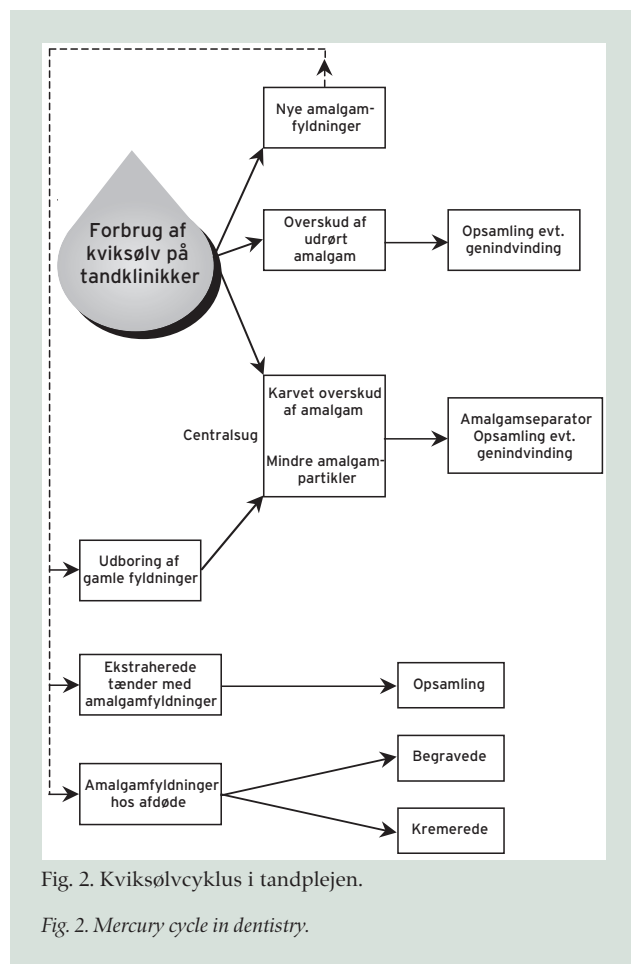 Nye amalgam-
fyldninger
Forbrug af
kviksølv på
tandklinikker
Overskud af
udrørt
amalgam
Opsamling evt.
genindvinding
Karvet overskud
af amalgam
Centralsug
Mindre amalgam-
partikler
Amalgamseparator
Opsamling evt.
genindvinding
Udboring af
gamle fyldninger
Ekstraherede
tænder med
amalgamfyldninger
Opsamling
Amalgamfyldninger
hos afdøde
Begravede
Kremerede
Fig. 2. Kviksølvcyklus i tandplejen.
Fig. 2. Mercury cycle in dentistry.